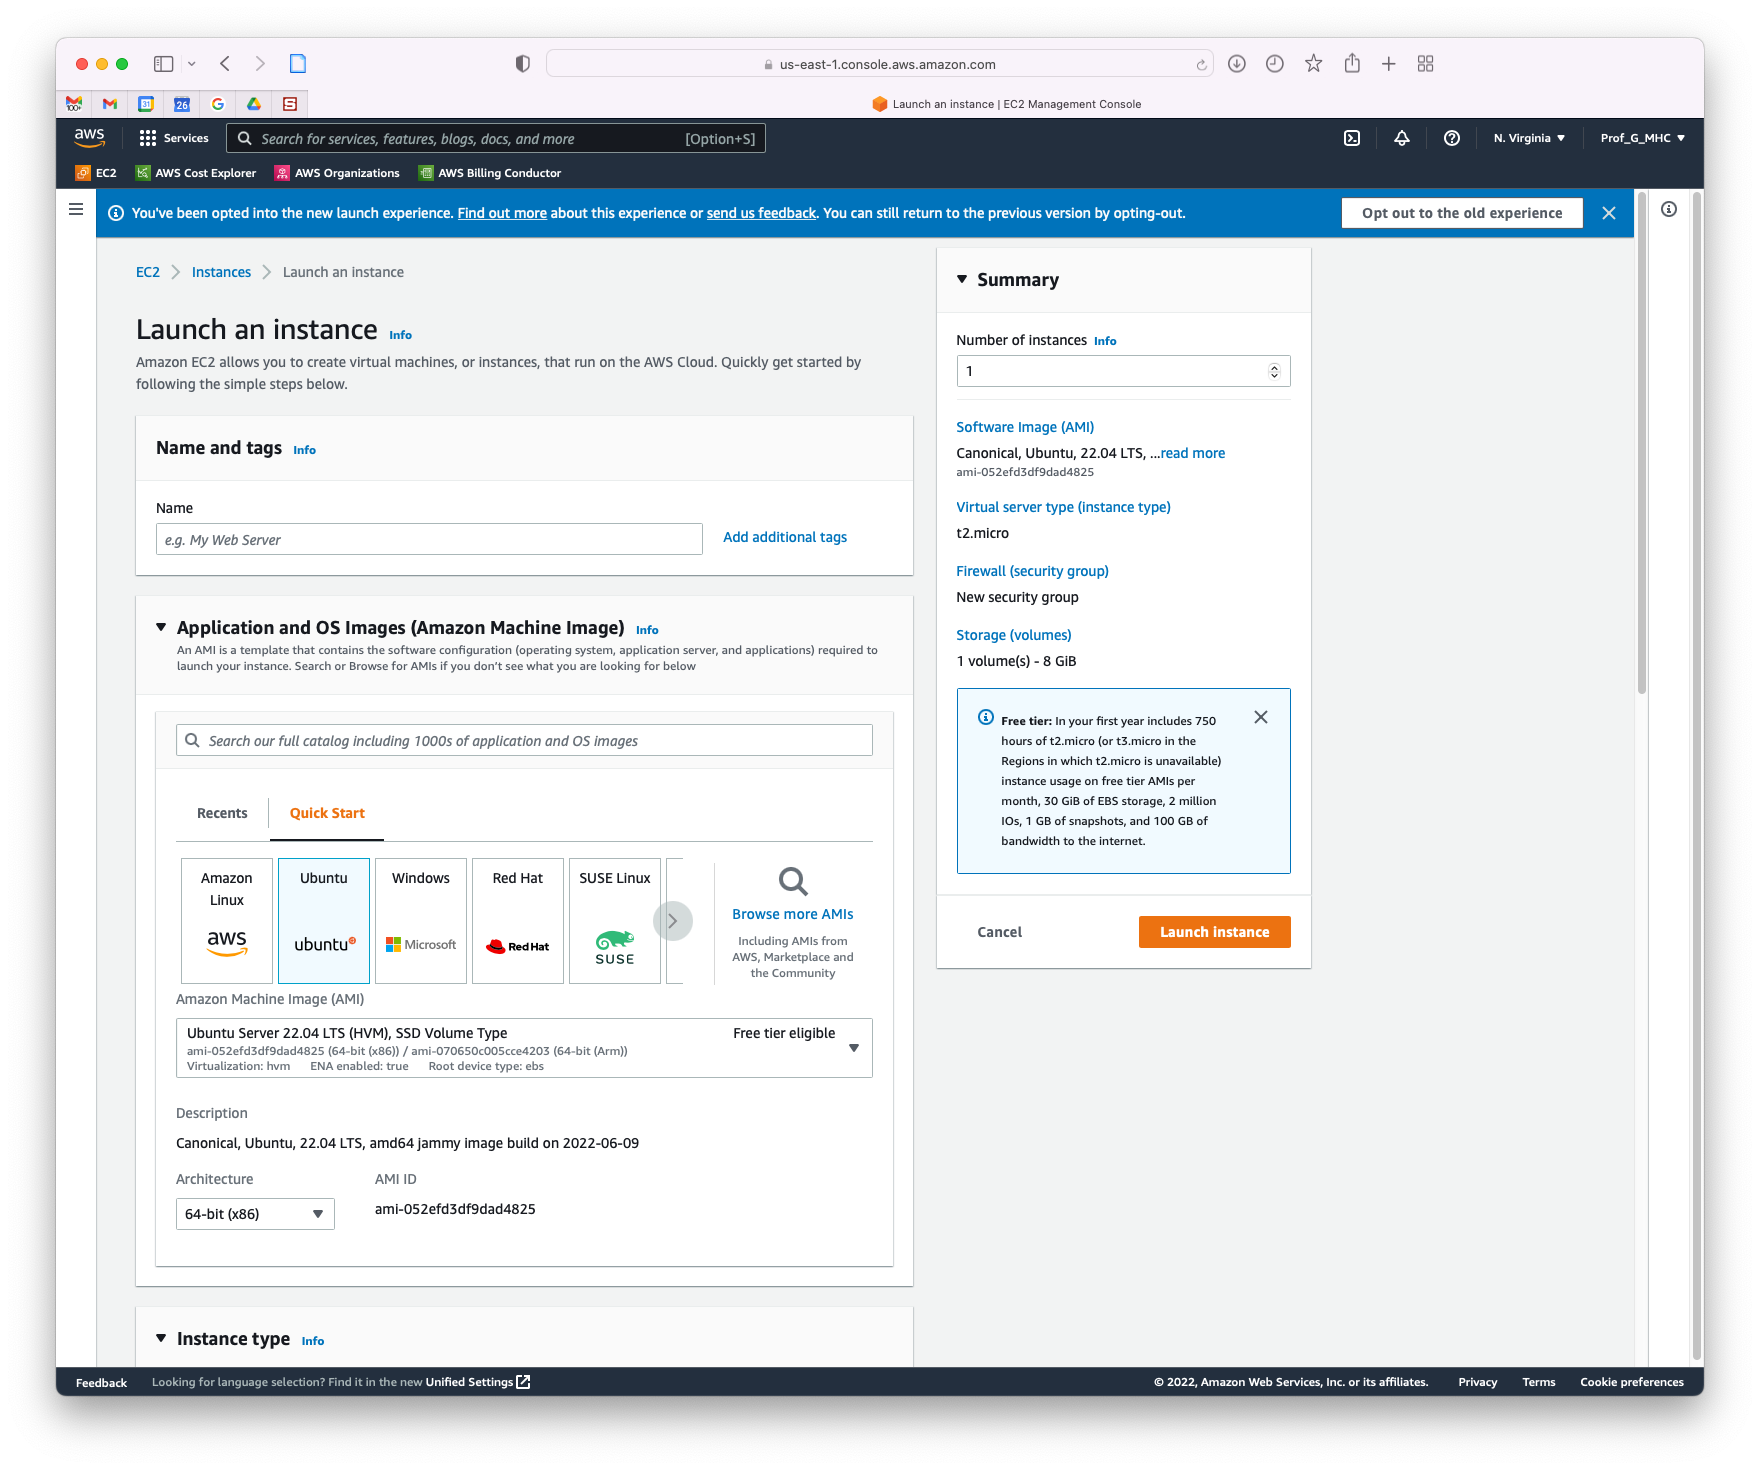 us-east-1.console.aws.amazon.com
Launch an instance | EC2 Management Console
aws
Services
Search for services, features, blogs, docs, and more
[Option+S]
N. Virginia
Prof_G_MHC
EC2
AWS Cost Explorer
AWS Organizations
AWS Billing Conductor
You've been opted into the new launch experience. Find out more about this experience or send us feedback. You can still return to the previous version by opting-out.
Opt out to the old experience
EC2
Instances
Launch an instance
Launch an instance Info
Amazon EC2 allows you to create virtual machines, or instances, that run on the AWS Cloud. Quickly get started by
following the simple steps below.
Name and tags Info
Name
e.g. My Web Server
Add additional tags
Application and OS Images (Amazon Machine Image) Info
An AMI is a template that contains the software configuration (operating system, application server, and applications) required to
launch your instance. Search or Browse for AMIs if you don’t see what you are looking for below
Search our full catalog including 1000s of application and OS images
Recents
Quick Start
Amazon
Linux
aws
Ubuntu
ubuntu
Windows
Microsoft
Red Hat
Red Hat
SUSE Linux
SUSE
Browse more AMIs
Including AMIs from
AWS, Marketplace and
the Community
Amazon Machine Image (AMI)
Ubuntu Server 22.04 LTS (HVM), SSD Volume Type
Free tier eligible
ami-052efd3df9dad4825 (64-bit (x86)) / ami-070650c005cce4203 (64-bit (Arm))
Virtualization: hvm ENA enabled: true Root device type: ebs
Description
Canonical, Ubuntu, 22.04 LTS, amd64 jammy image build on 2022-06-09
Architecture
64-bit (x86)
AMI ID
ami-052efd3df9dad4825
Instance type Info
Summary
Number of instances Info
1
Software Image (AMI)
Canonical, Ubuntu, 22.04 LTS, ...read more
ami-052efd3df9dad4825
Virtual server type (instance type)
t2.micro
Firewall (security group)
New security group
Storage (volumes)
1 volume(s) - 8 GiB
Free tier: In your first year includes 750
hours of t2.micro (or t3.micro in the
Regions in which t2.micro is unavailable)
instance usage on free tier AMIs per
month, 30 GiB of EBS storage, 2 million
IOs, 1 GB of snapshots, and 100 GB of
bandwidth to the internet.
Cancel
Launch instance
Feedback
Looking for language selection? Find it in the new Unified Settings
© 2022, Amazon Web Services, Inc. or its affiliates.
Privacy
Terms
Cookie preferences